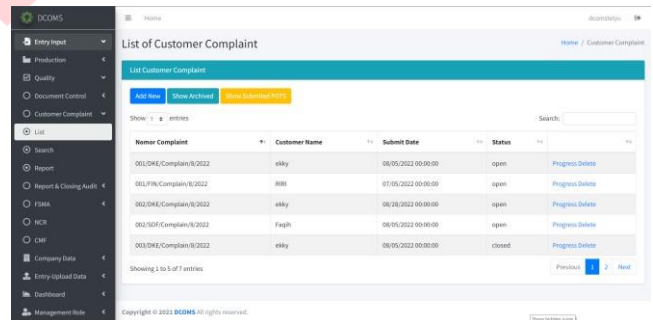 DCOMS
Home
Entry Input
Production
Quality
Document Control
Customer Complaint
List
Search
Report
Report & Closing Audit
FSMA
NCR
CMF
Company Data
Entry-Upload Data
Dashboard
Management Role
List of Customer Complaint
Home / Customer Complaint
List Customer Complaint
Add New Show Archived Show Submitted
Show entries
Search:
Nomor Complaint Customer Name Submit Date Status
001/DKE/Complain/8/2022 ekky 08/05/2022 00:00:00 open Progress Delete
001/FIN/Complain/8/2022 07/05/2022 00:00:00 open Progress Delete
002/DKE/Complain/8/2022 ekky 08/28/2022 00:00:00 open Progress Delete
002/SOF/Complain/8/2022 Faqih 08/05/2022 00:00:00 open Progress Delete
003/DKE/Complain/8/2022 ekky 08/05/2022 00:00:00 closed Progress Delete
Showing 1 to 5 of 7 entries
Previous 1 2 Next
Copyright © 2021 DCOMS All rights reserved.